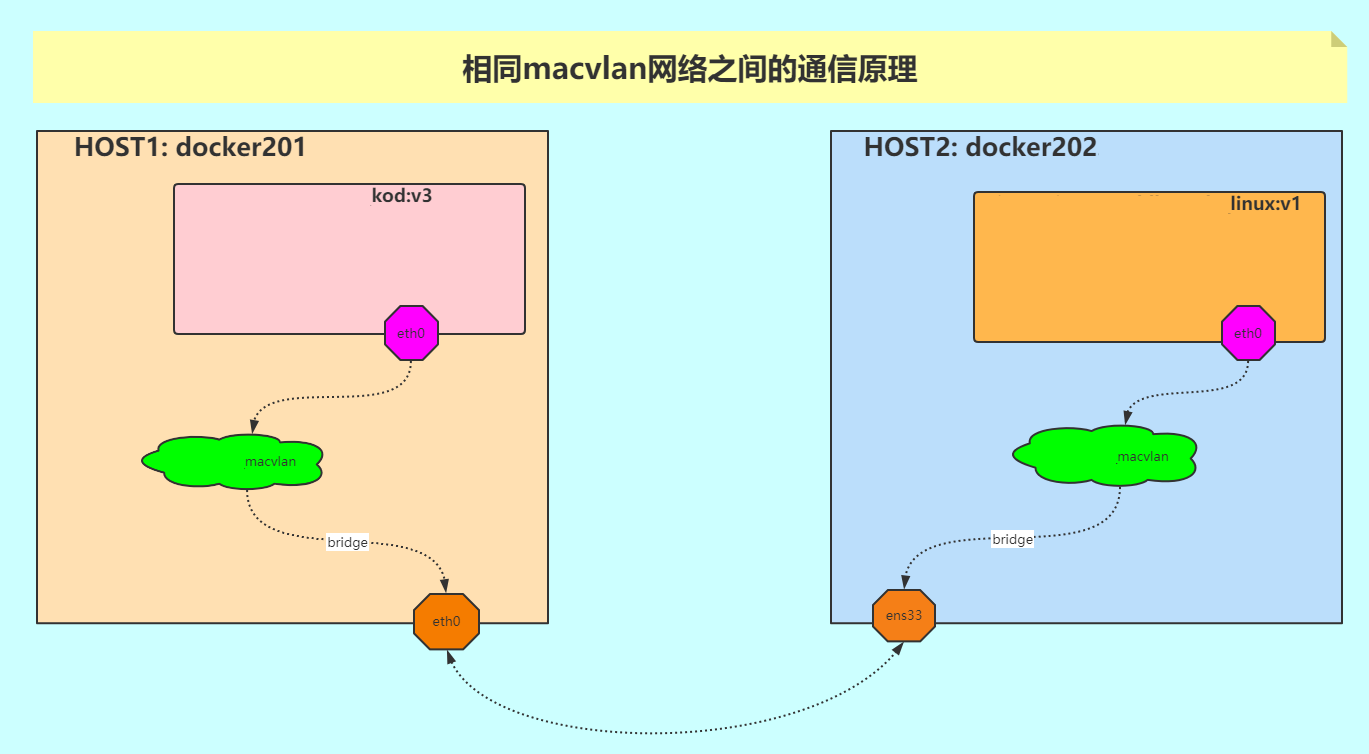 相同macvlan网络之间的通信原理
HOST1: docker201
HOST2: docker202
kod:v3
linux:v1
eth0
eth0
macvlan
macvlan
bridge
bridge
eth0
ens33